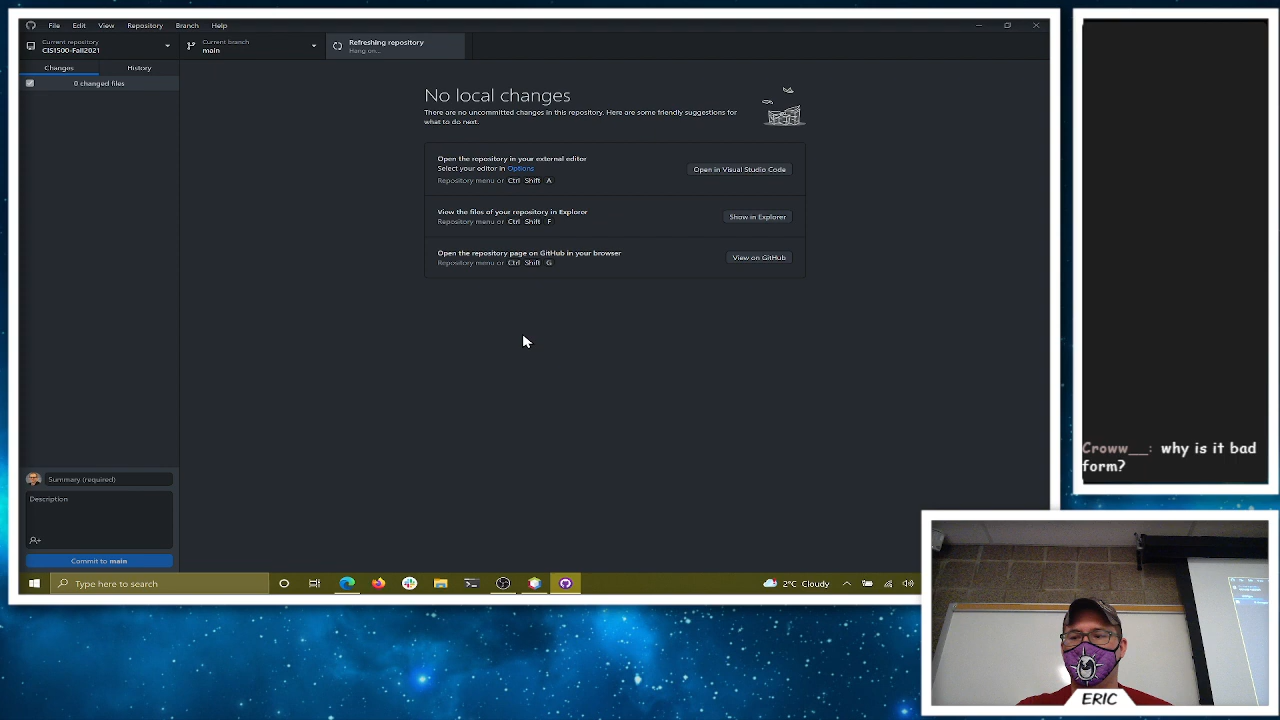 File Edit View Repository Branch Help
Current repository
CIS1500-Fall2021
Current branch
main
Refreshing repository
Hang on…
Changes History
0 changed files
No local changes
There are no uncommitted changes in this repository. Here are some friendly suggestions for
what to do next.
Open the repository in your external editor
Select your editor in Options
Repository menu or Ctrl Shift A
Open in Visual Studio Code
View the files of your repository in Explorer
Repository menu or Ctrl Shift F
Show in Explorer
Open the repository page on GitHub in your browser
Repository menu or Ctrl Shift G
View on GitHub
Summary (required)
Description
Commit to main
Type here to search
2°C Cloudy
Croww__: why is it bad
form?
ERIC